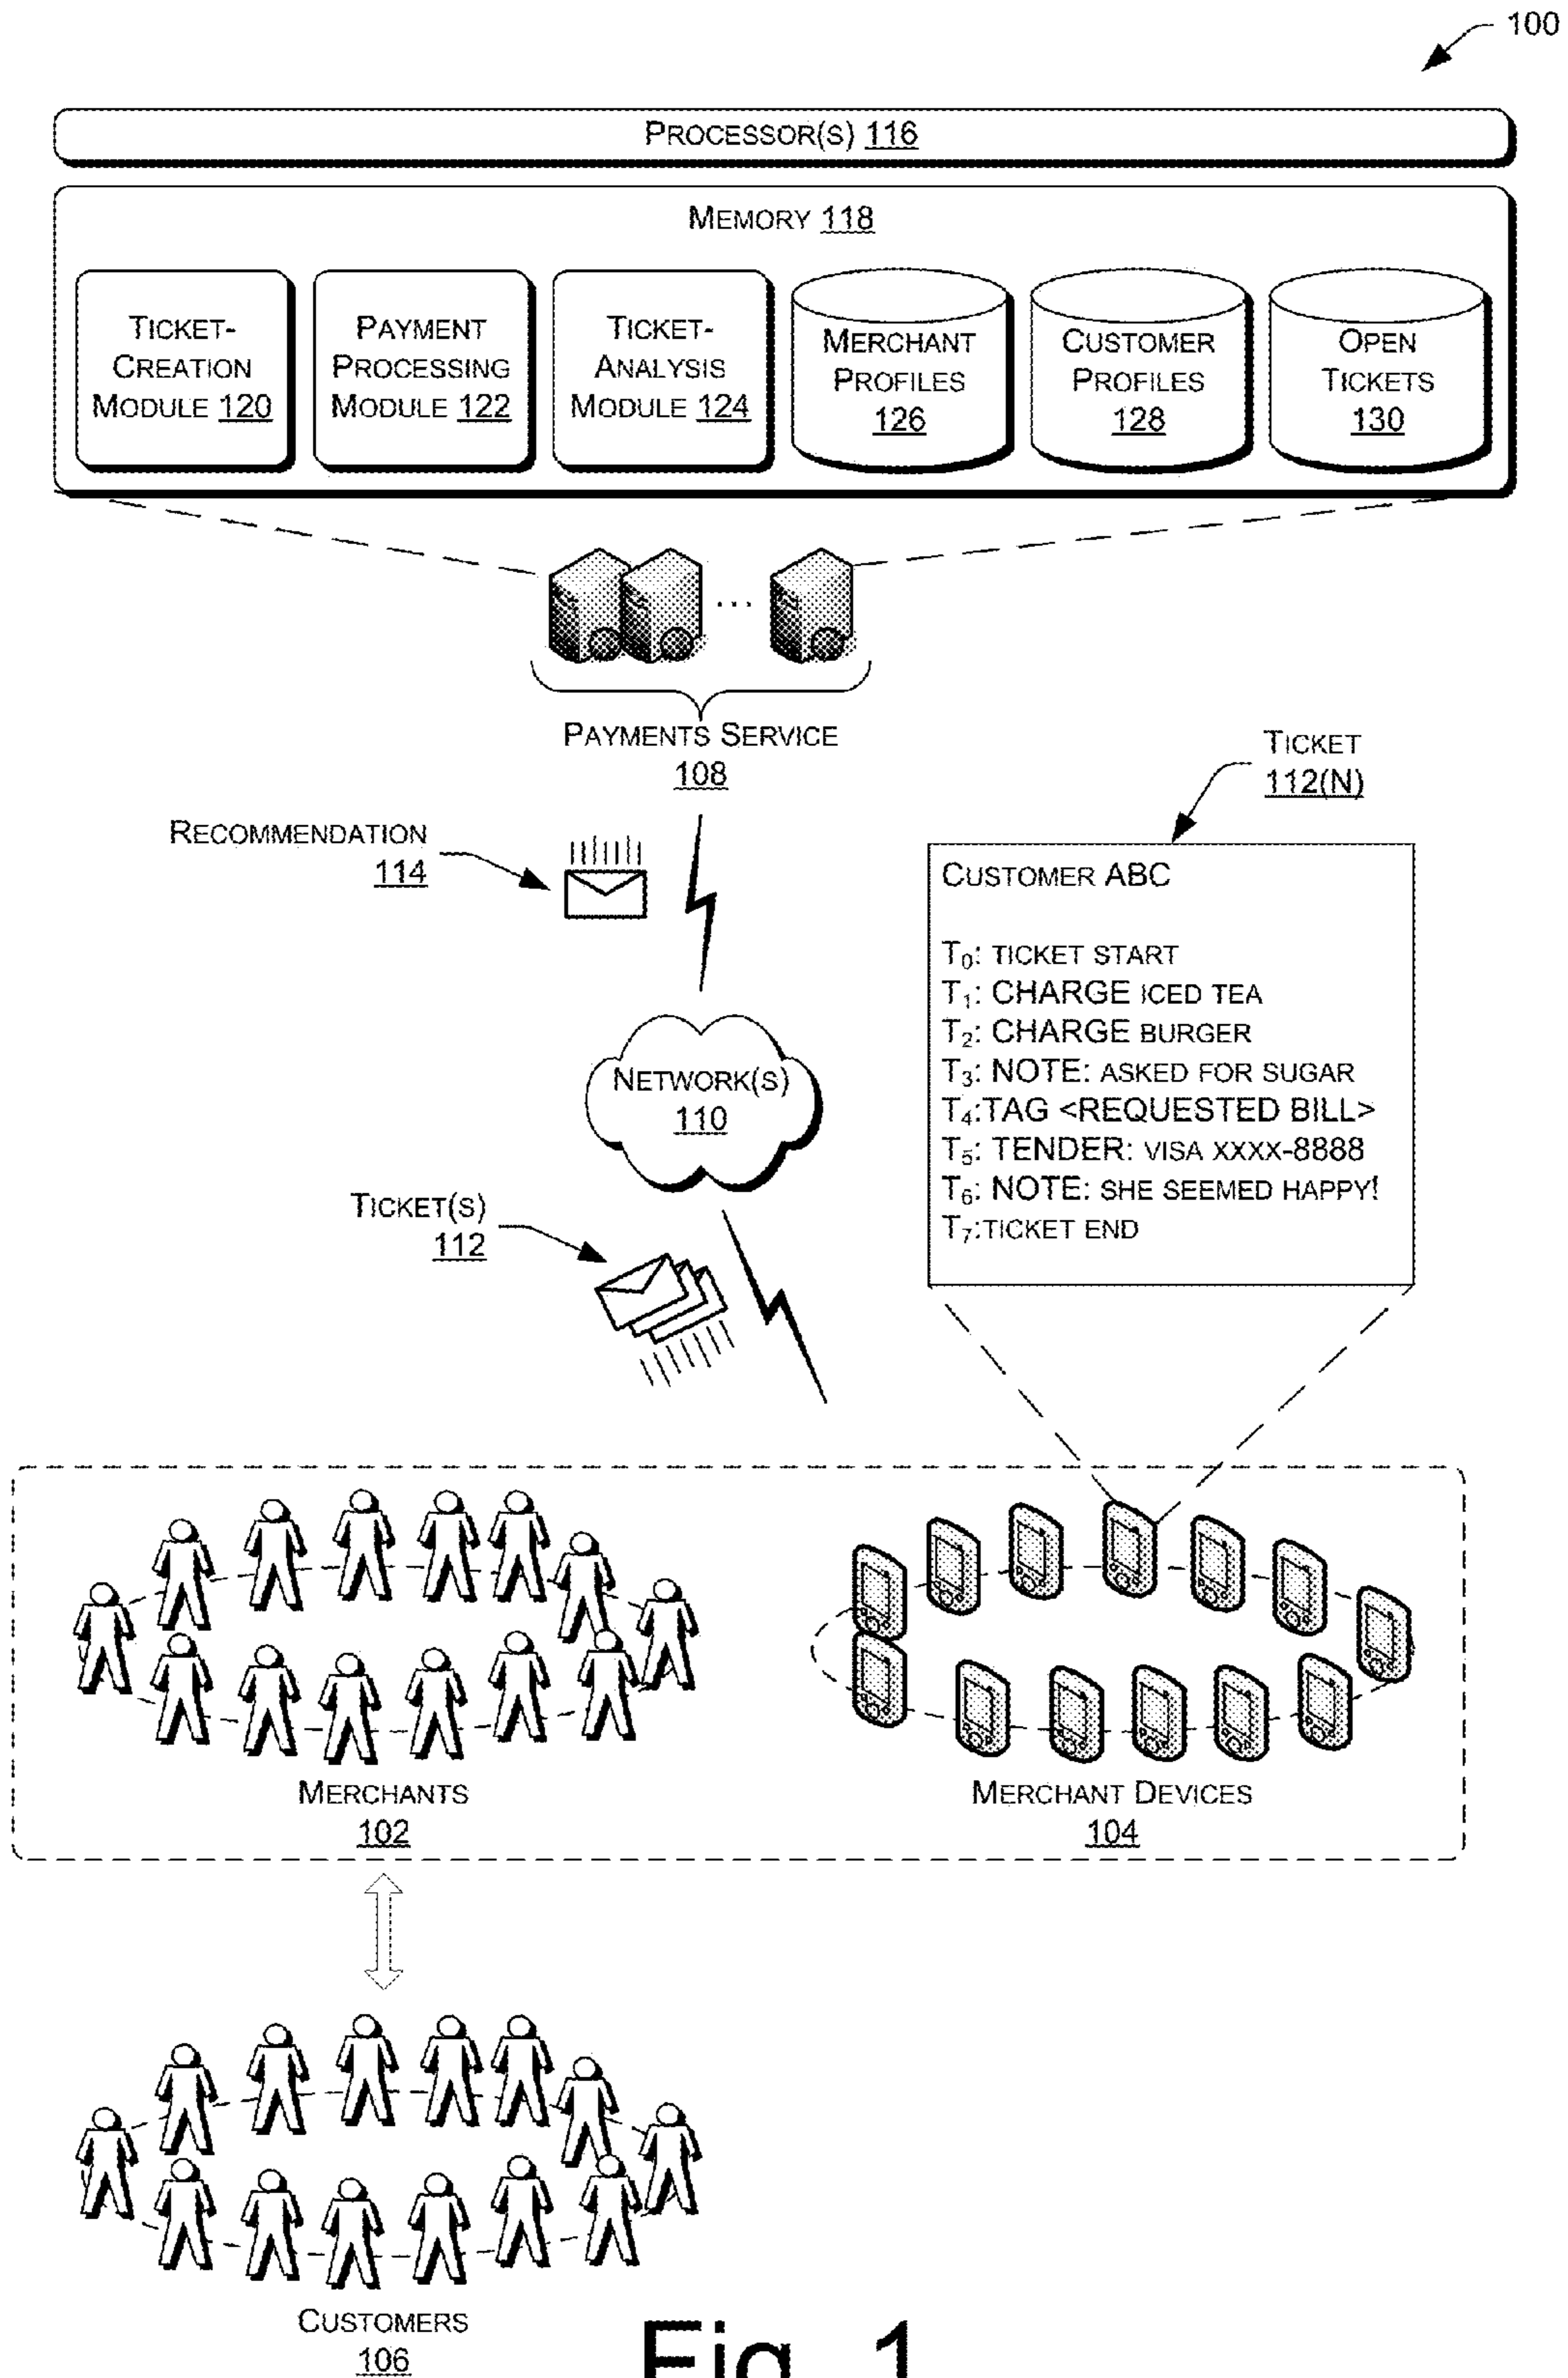 100
PROCESSOR(S) 116
MEMORY 118
TICKET-
CREATION
MODULE 120
PAYMENT
PROCESSING
MODULE 122
TICKET-
ANALYSIS
MODULE 124
MERCHANT
PROFILES
126
CUSTOMER
PROFILES
128
OPEN
TICKETS
130
...
PAYMENTS SERVICE
108
TICKET
112(N)
RECOMMENDATION
114
CUSTOMER ABC
T0: TICKET START
T1: CHARGE ICED TEA
T2: CHARGE BURGER
T3: NOTE: ASKED FOR SUGAR
T4:TAG <REQUESTED BILL>
T5: TENDER: VISA XXXX-8888
T6: NOTE: SHE SEEMED HAPPY!
T7:TICKET END
NETWORK(S)
110
TICKET(S)
112
MERCHANTS
102
MERCHANT DEVICES
104
CUSTOMERS
106
Fig. 1